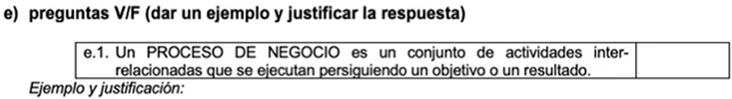 e) preguntas V/F (dar un ejemplo y justificar la respuesta)
e.1. Un PROCESO DE NEGOCIO es un conjunto de actividades inter-
relacionadas que se ejecutan persiguiendo un objetivo o un resultado.
Ejemplo y justificación: